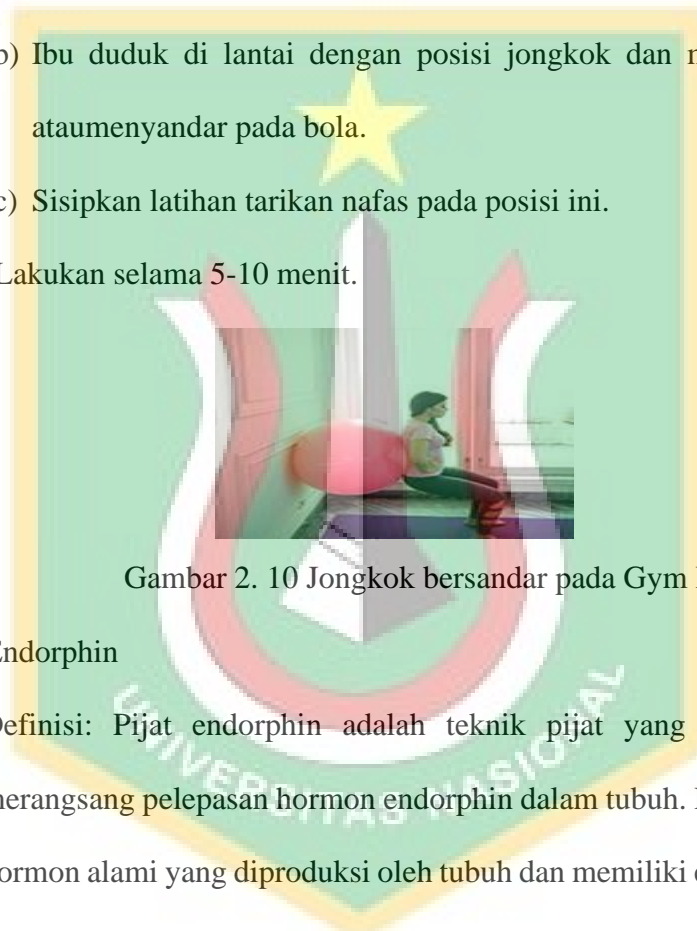 b) Ibu duduk di lantai dengan posisi jongkok dan
ataumenyandar pada bola.
c) Sisipkan latihan tarikan nafas pada posisi ini.
Lakukan selama 5-10 menit.
Gambar 2. 10 Jongkok bersandar pada Gym
Endorphin
Definisi: Pijat endorphin adalah teknik pijat yang
merangsang pelepasan hormon endorphin dalam tubuh.
hormon alami yang diproduksi oleh tubuh dan memiliki
UNIVERSITAS NASIONAL